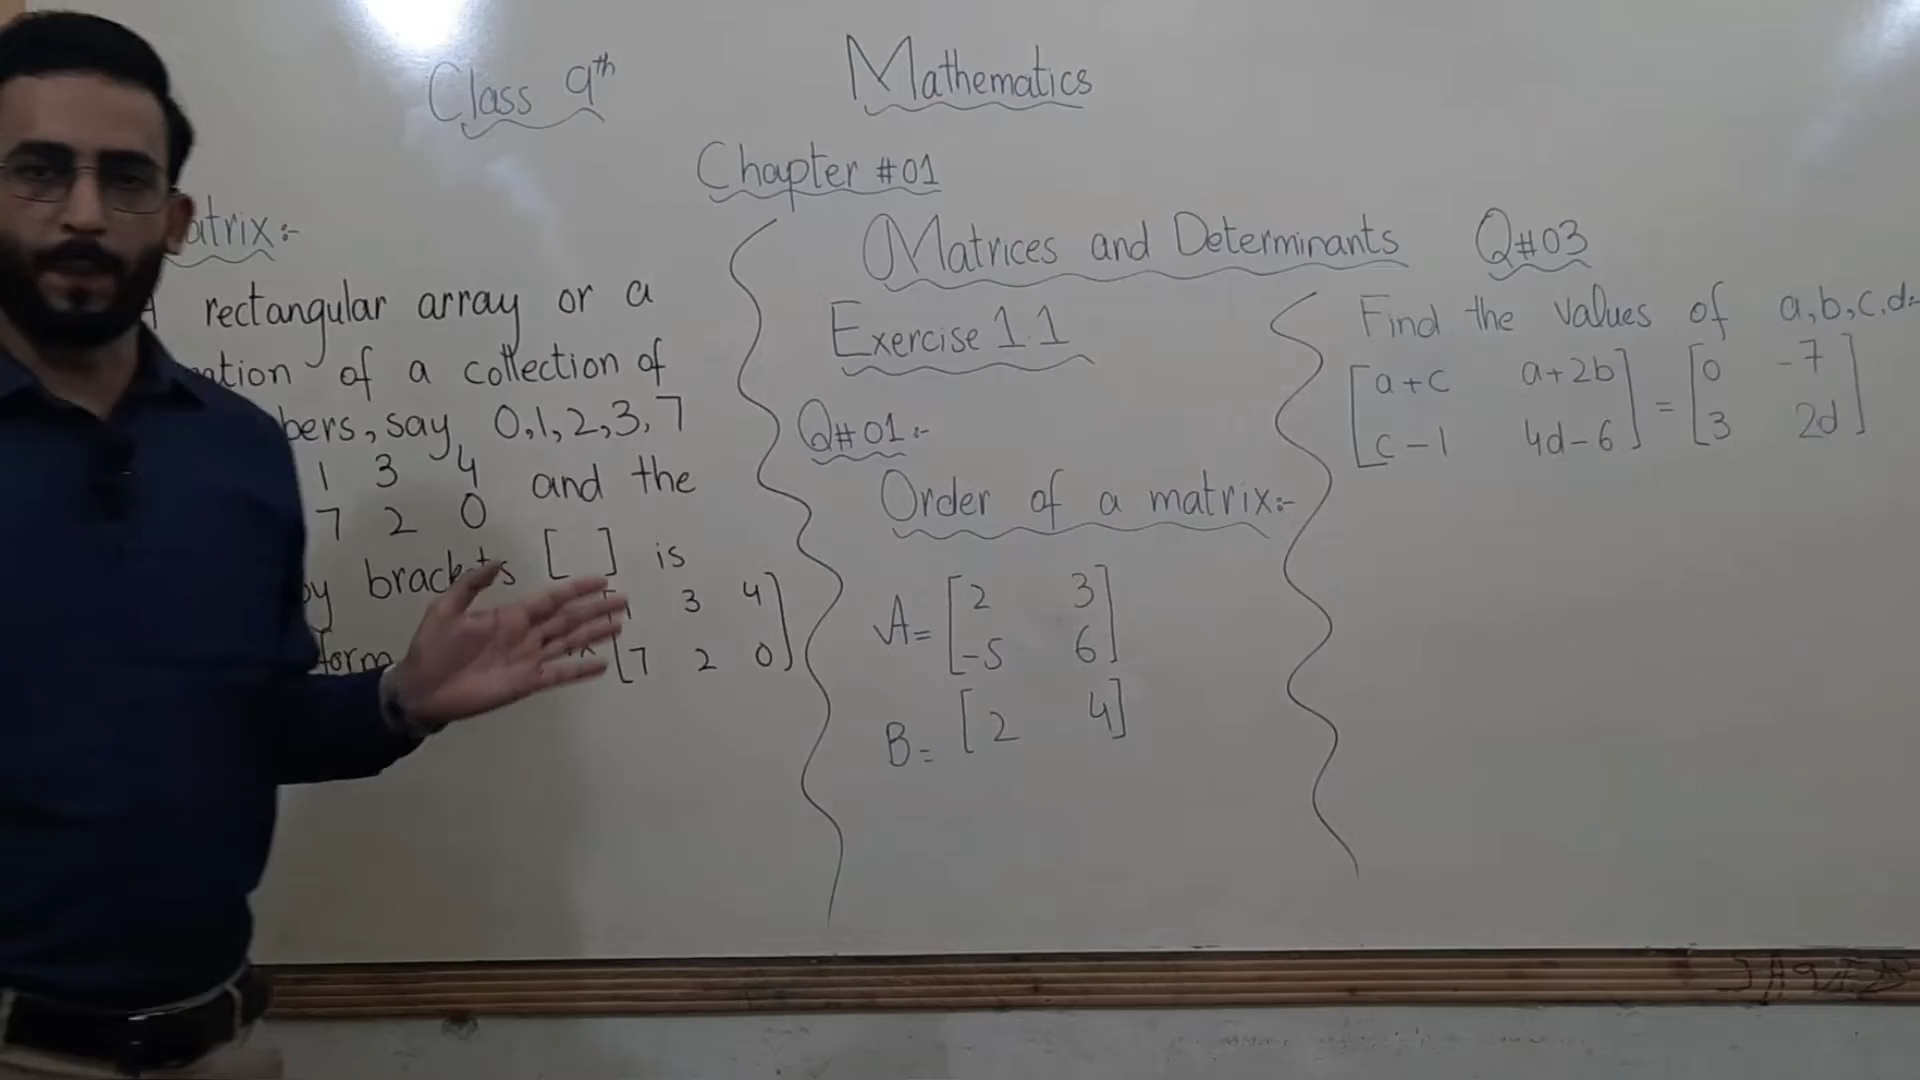 Class 9th Mathematics
Chapter #01
atrix:-
rectangular array or a
ation of a collection of
bers, say 0,1,2,3,7
1 3 4
7 2 0 and the
by brackets [ ] is
form
[1 3 4]
[7 2 0]
Matrices and Determinants
Exercise 1.1
Q#01:-
Order of a matrix:-
A= [2 3]
[-5 6]
B= [2 4]
Q#03
Find the values of a,b,c,d:-
[a+c a+2b] = [0 -7]
[c-1 4d-6] [3 2d]